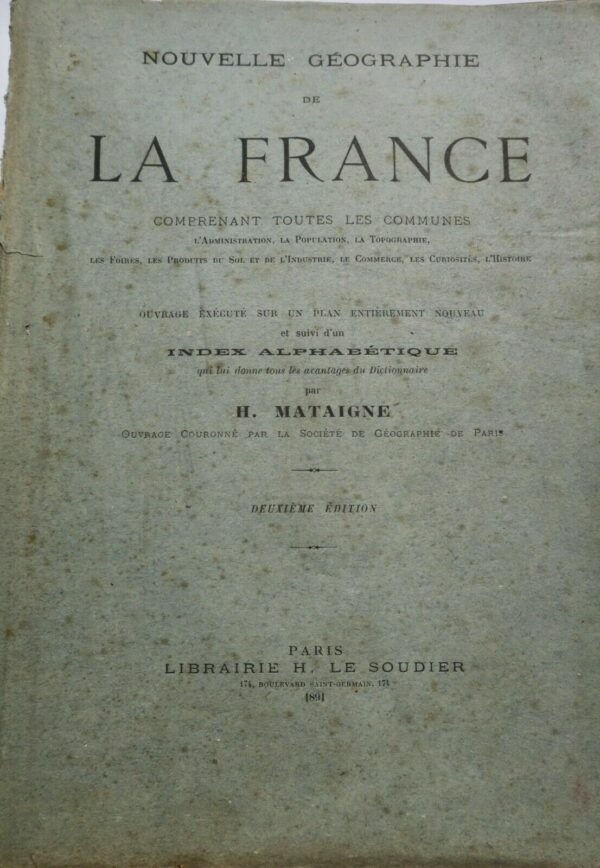 NOUVELLE GÉOGRAPHIE
DE
LA FRANCE
COMPRENANT TOUTES LES COMMUNES
L'ADMINISTRATION, LA POPULATION, LA TOPOGRAPHIE,
LES FOIRES, LES PRODUITS DU SOL ET DE L'INDUSTRIE, LE COMMERCE, LES CURIOSITÉS, L'HISTOIRE
OUVRAGE EXÉCUTÉ SUR UN PLAN ENTIÈREMENT NOUVEAU
et suivi d'un
INDEX ALPHABÉTIQUE
qui lui donne tous les avantages du Dictionnaire
par
H. MATAIGNE
OUVRAGE COURONNÉ PAR LA SOCIÉTÉ DE GÉOGRAPHIE DE PARIS
DEUXIÈME ÉDITION
PARIS
LIBRAIRIE H. LE SOUDIER
174, BOULEVARD SAINT-GERMAIN, 174
1891